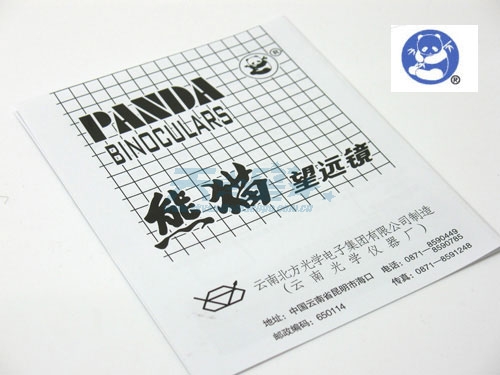 PANDA
BINOCULARS
®
®
熊猫 望远镜
云南北方光学电子集团有限公司制造
(云南光学仪器厂)
地址: 中国云南省昆明市海口 电话: 0871-8590449
8590785
邮政编码: 650114 传真: 0871-8591248